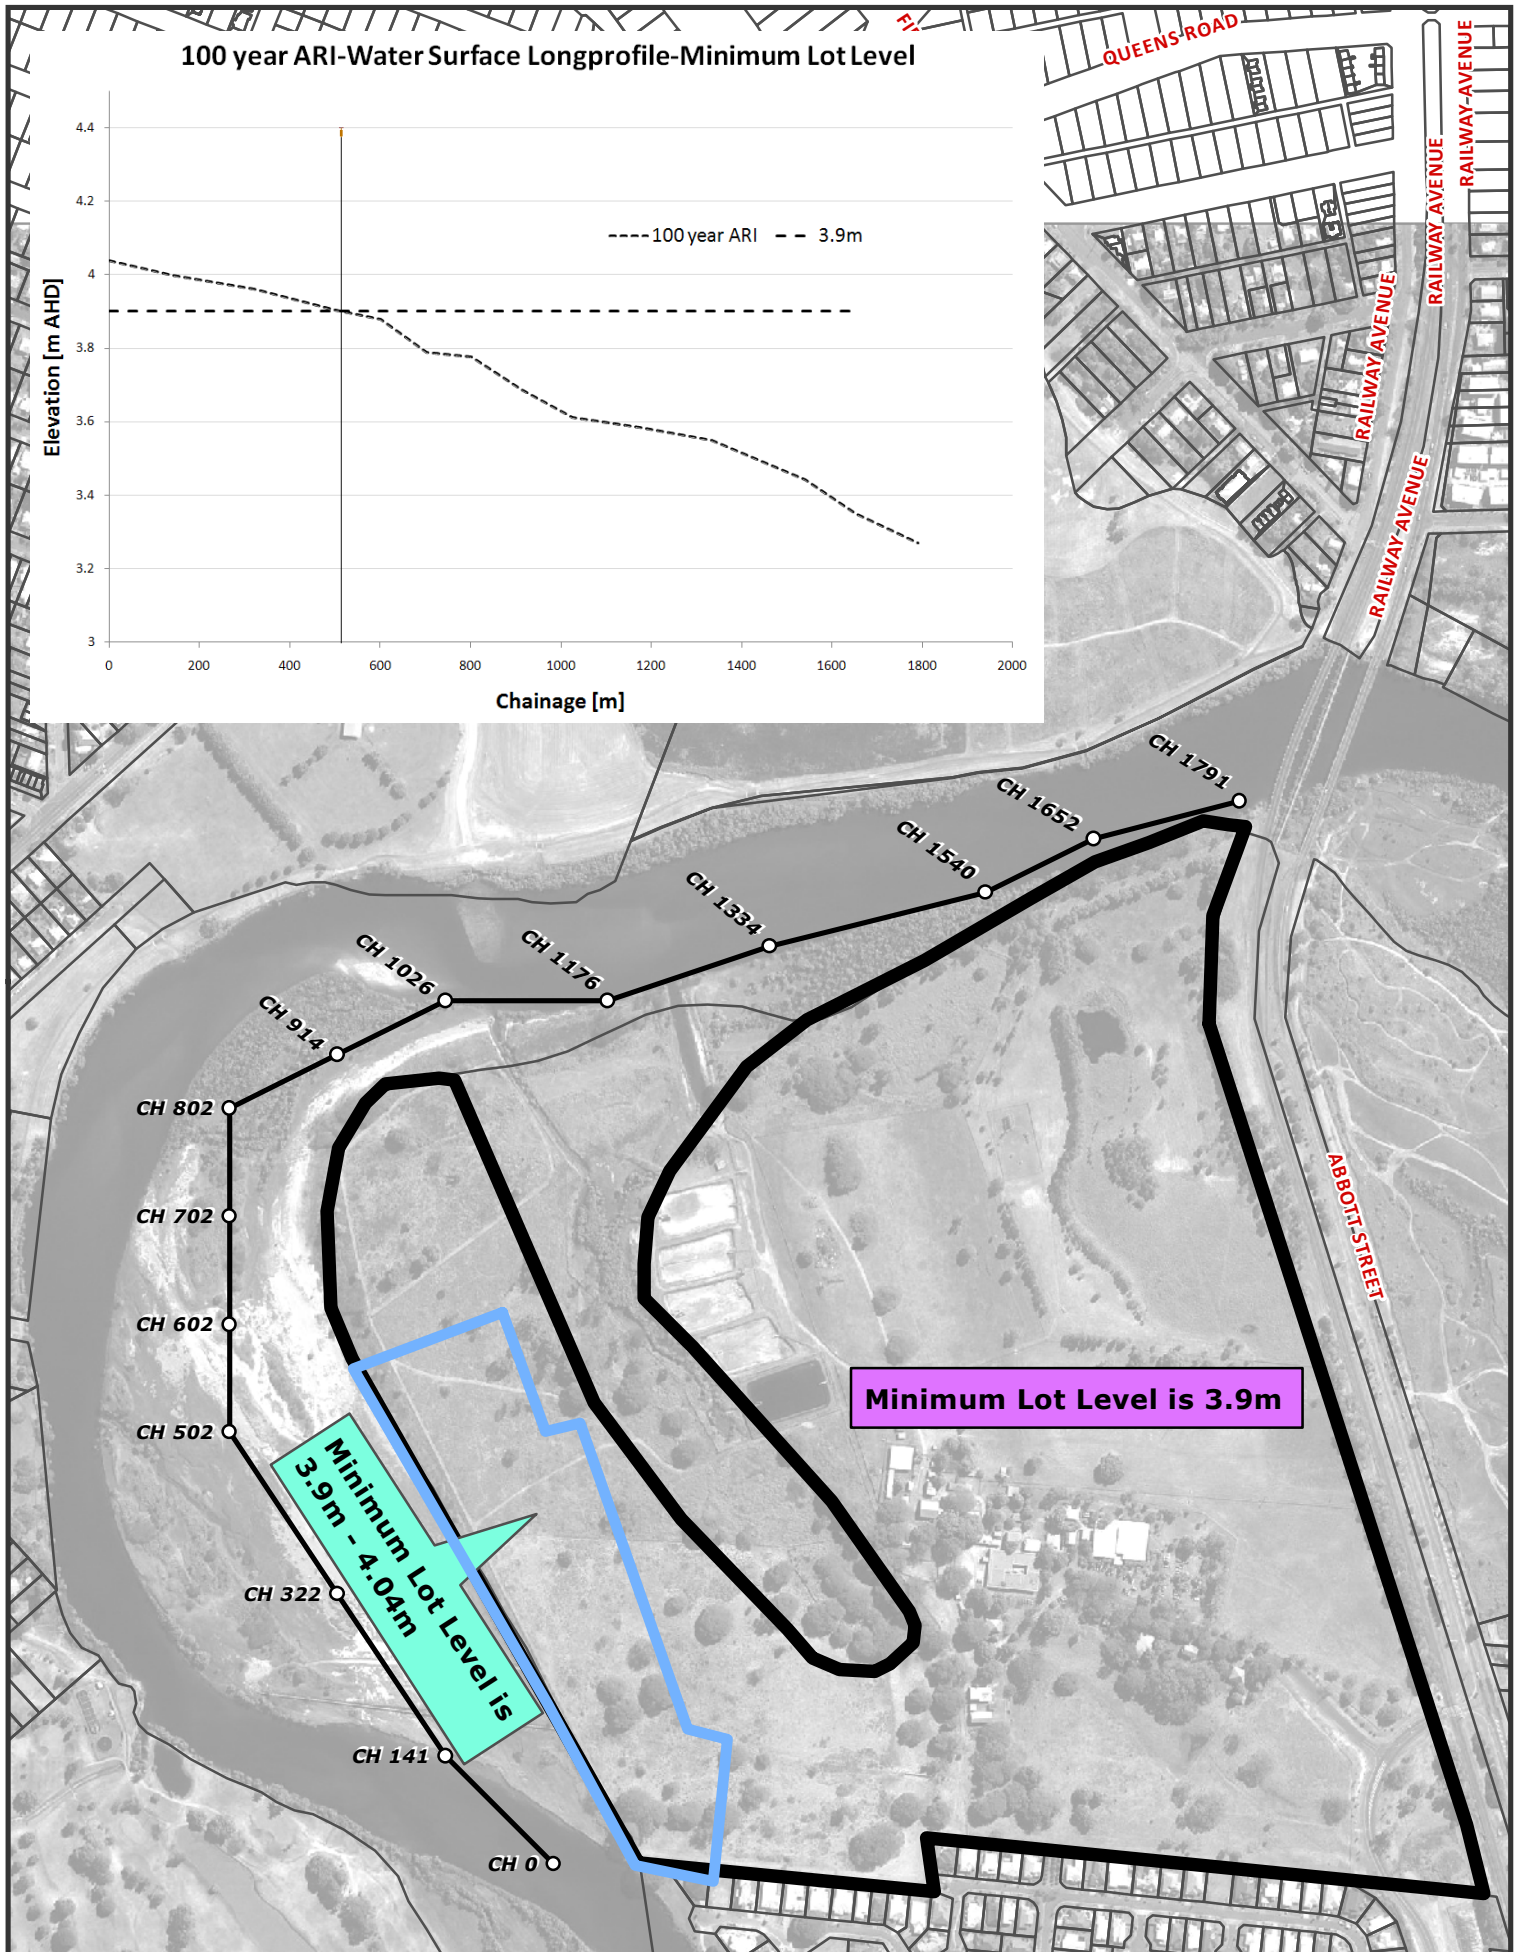 100 year ARI-Water Surface Longprofile-Minimum Lot Level
4.4
4.2
4
3.8
3.6
3.4
3.2
3
Elevation [m AHD]
100 year ARI
3.9m
0 200 400 600 800 1000 1200 1400 1600 1800 2000
Chainage [m]
QUEENS ROAD
RAILWAY-AVENUE
RAILWAY AVENUE
RAILWAY AVENUE
RAILWAY AVENUE
CH 1791
CH 1652
CH 1540
CH 1334
CH 1176
CH 1026
CH 914
CH 802
CH 702
CH 602
CH 502
CH 322
CH 141
CH 0
ABBOTT STREET
Minimum Lot Level is 3.9m
Minimum Lot Level is
3.9m - 4.04m